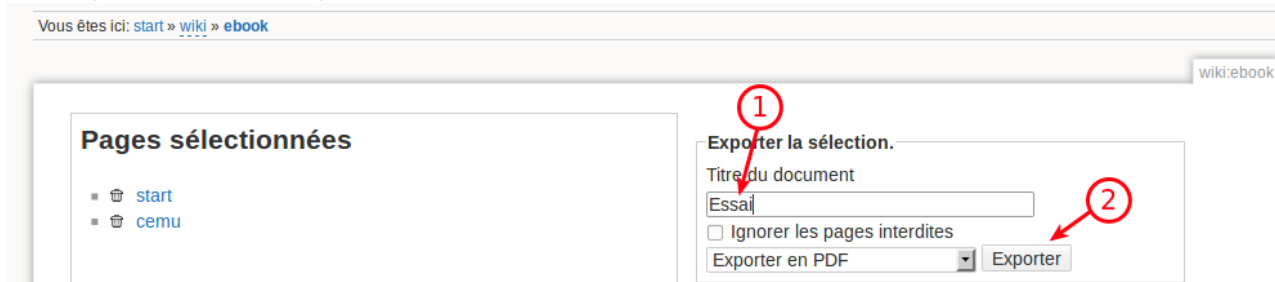 Vous êtes ici: start » wiki » ebook
wiki:ebook
1
Pages sélectionnées
Exporter la sélection.
Titre du document
start
Essai
2
cemu
Ignorer les pages interdites
Exporter en PDF
Exporter